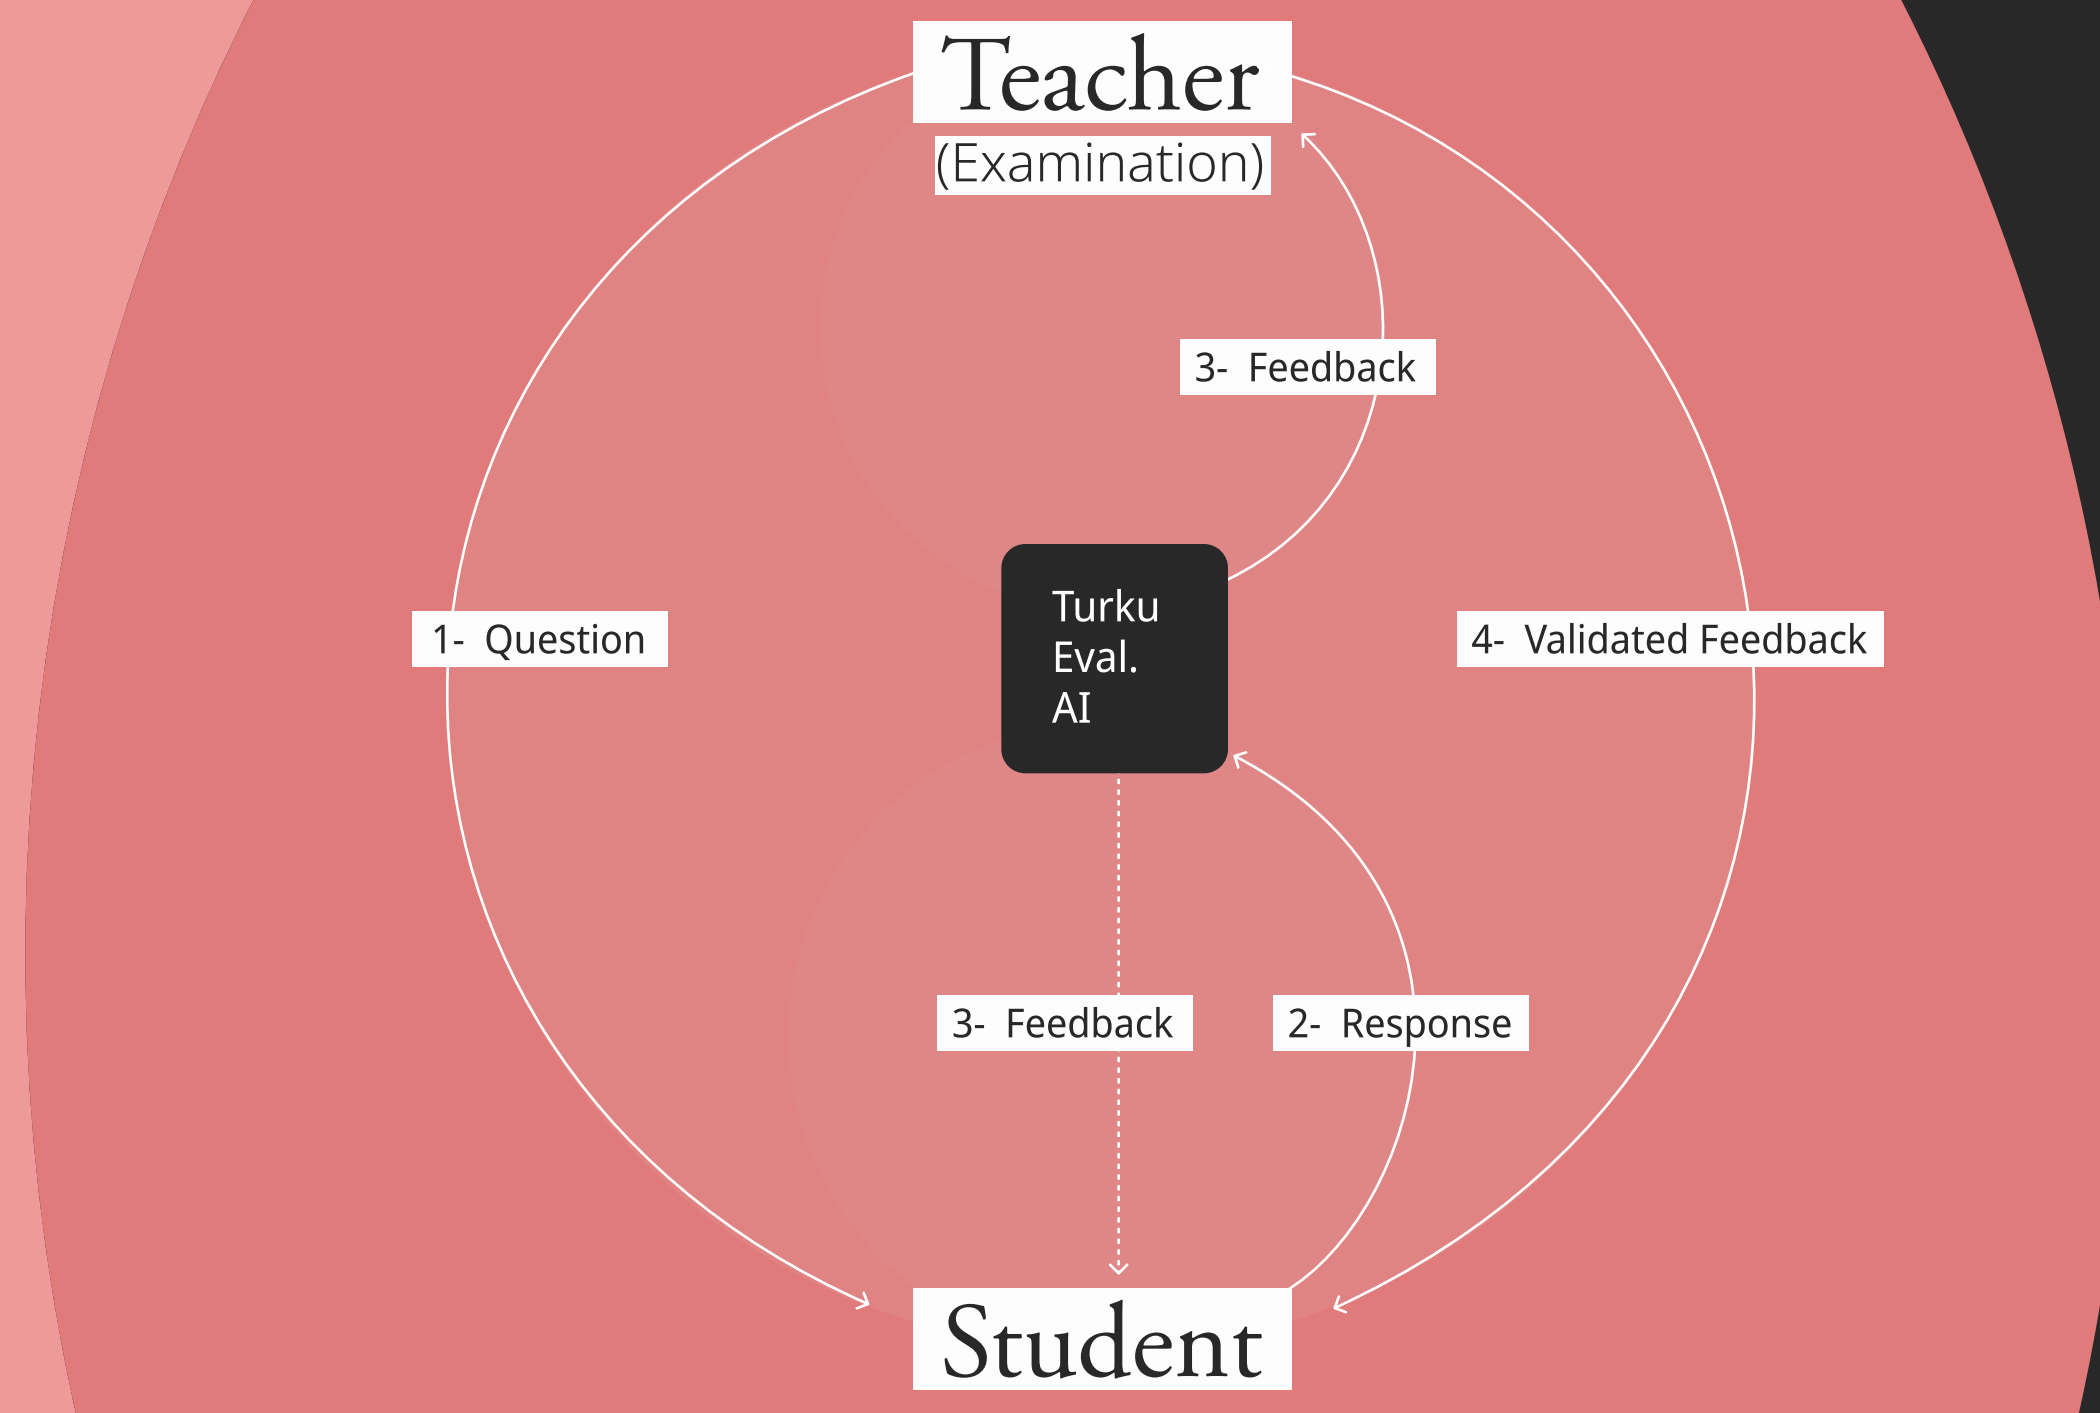 Teacher
(Examination)
3- Feedback
1- Question
Turku
Eval.
AI
4- Validated Feedback
3- Feedback
2- Response
Student